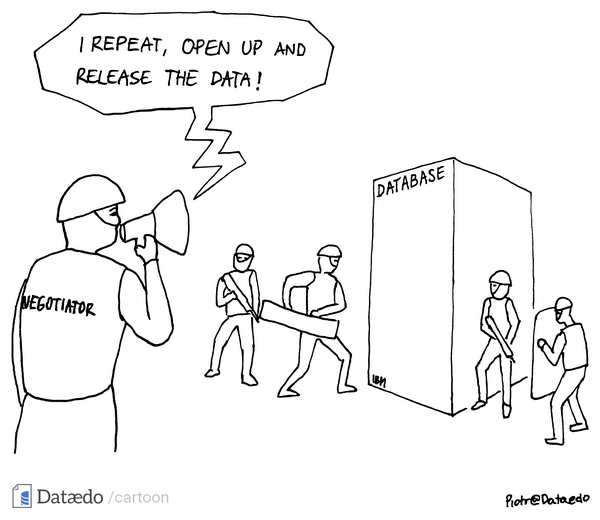 I REPEAT, OPEN UP AND
RELEASE THE DATA!
DATABASE
NEGOTIATOR
IBM
Dataedo /cartoon
Piotr@Dataedo